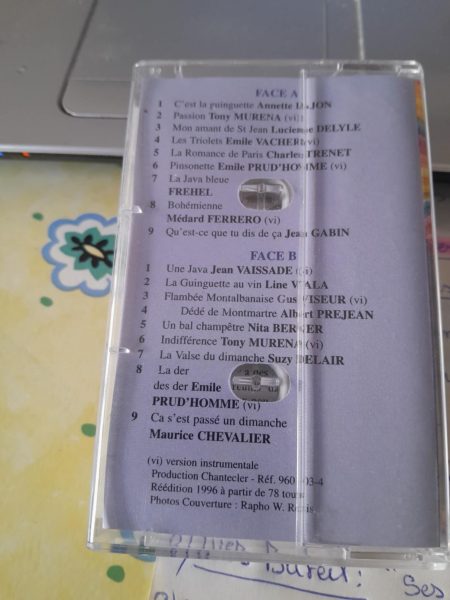 FACE A
1 C'est la guinguette Annette LAJON
2 Passion Tony MURENA (vi)
3 Mon amant de St Jean Lucienne DELYLE
4 Les Triolets Emile VACHER (vi)
5 La Romance de Paris Charles TRENET
6 Pinsonette Emile PRUD'HOMME (vi)
7 La Java bleue
FREHEL
8 Bohémienne
Médard FERRERO (vi)
9 Qu'est-ce que tu dis de ça Jean GABIN
FACE B
1 Une Java Jean VAISSADE (vi)
2 La Guinguette au vin Line VIALA
3 Flambée Montalbanaise Gus VISEUR (vi)
4 Dédé de Montmartre Albert PREJEAN
5 Un bal champêtre Nita BERGER
6 Indifférence Tony MURENA (vi)
7 La Valse du dimanche Suzy DELAIR
8 La der
des der Emile
PRUD'HOMME (vi)
9 Ca s'est passé un dimanche
Maurice CHEVALIER
(vi) version instrumentale
Production Chantecler - Réf. 03-4
Réédition 1996 à partir de 78 tours
Photos Couverture : Rapho W. Ronis
Bureil!
Ses